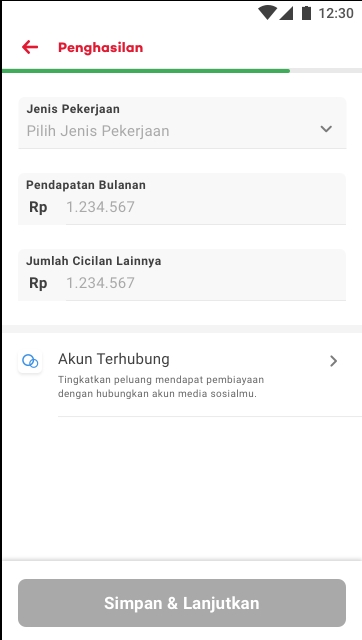 12:30
Penghasilan
Jenis Pekerjaan
Pilih Jenis Pekerjaan
Pendapatan Bulanan
Rp 1.234.567
Jumlah Cicilan Lainnya
Rp 1.234.567
Akun Terhubung
Tingkatkan peluang mendapat pembiayaan
dengan hubungkan akun media sosialmu.
Simpan & Lanjutkan